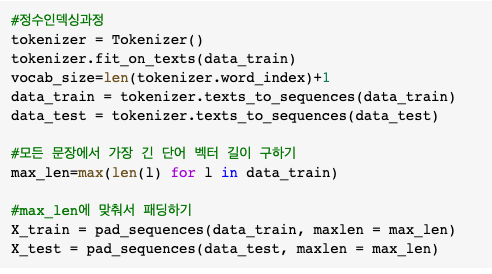 #정수인덱싱과정
tokenizer = Tokenizer()
tokenizer.fit_on_texts(data_train)
vocab_size=len(tokenizer.word_index)+1
data_train = tokenizer.texts_to_sequences(data_train)
data_test = tokenizer.texts_to_sequences(data_test)
#모든 문장에서 가장 긴 단어 벡터 길이 구하기
max_len=max(len(l) for l in data_train)
#max_len에 맞춰서 패딩하기
X_train = pad_sequences(data_train, maxlen = max_len)
X_test = pad_sequences(data_test, maxlen = max_len)